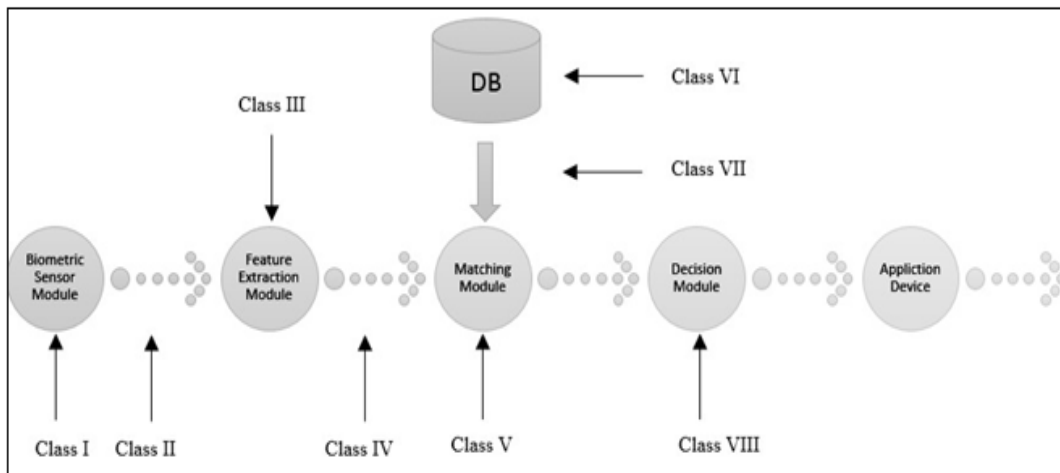 DB
Class VI
Class III
Class VII
Biometric
Sensor
Module
Feature
Extraction
Module
Matching
Module
Decision
Module
Appliction
Device
Class I
Class II
Class IV
Class V
Class VIII